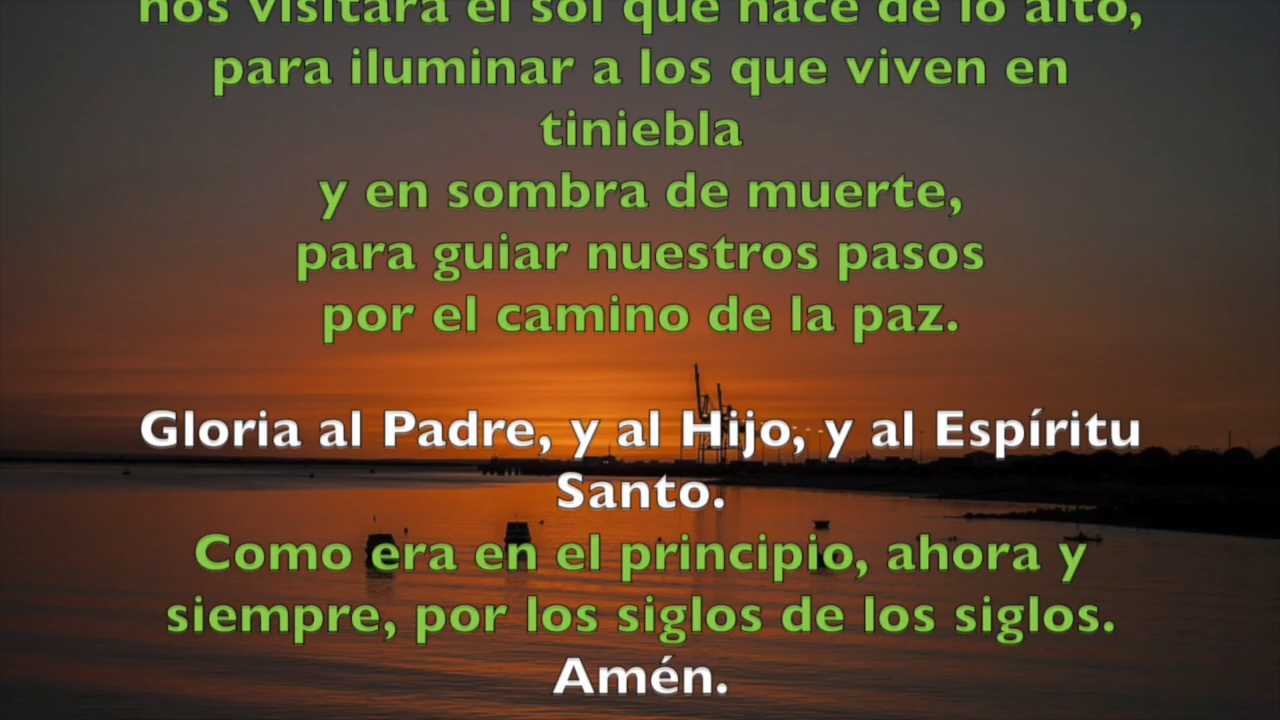 nos visitará el sol que nace de lo alto,
para iluminar a los que viven en
tiniebla
y en sombra de muerte,
para guiar nuestros pasos
por el camino de la paz.
Gloria al Padre, y al Hijo, y al Espíritu
Santo.
Como era en el principio, ahora y
siempre, por los siglos de los siglos.
Amén.